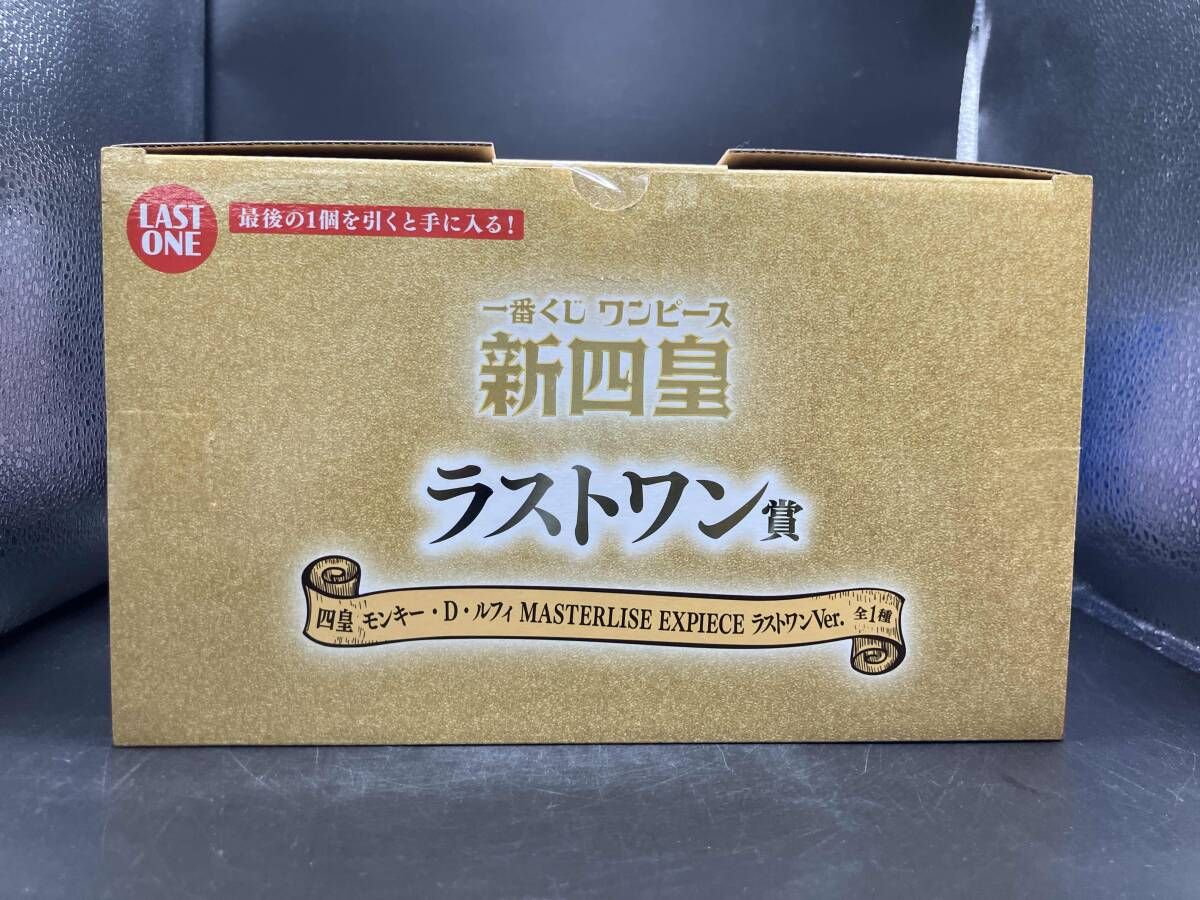 LAST
ONE
最後の1個を引くと手に入る!
一番くじ ワンピース
新四皇
ラストワン賞
四皇 モンキー・D・ルフィ MASTERLISE EXPIECE ラストワンVer. 全1種